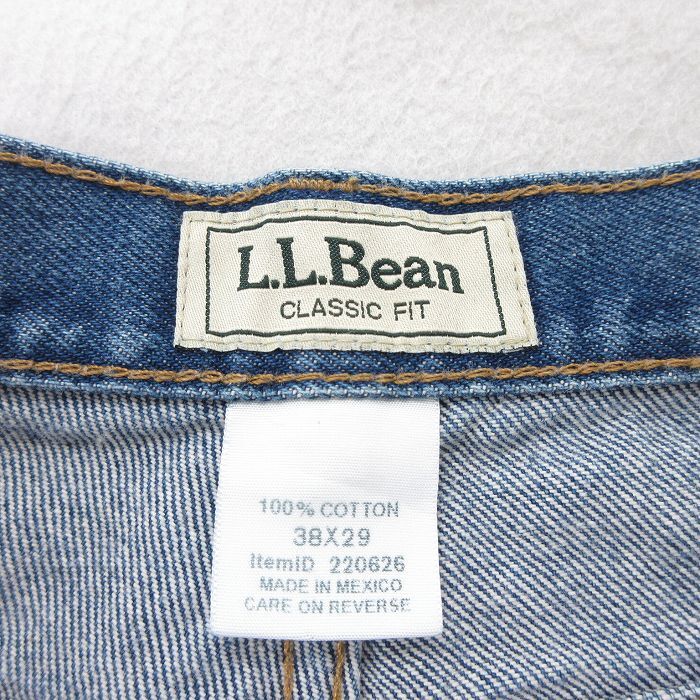 L.L.Bean
CLASSIC FIT
100% COTTON
38X29
ItemID 220626
MADE IN MEXICO
CARE ON REVERSE